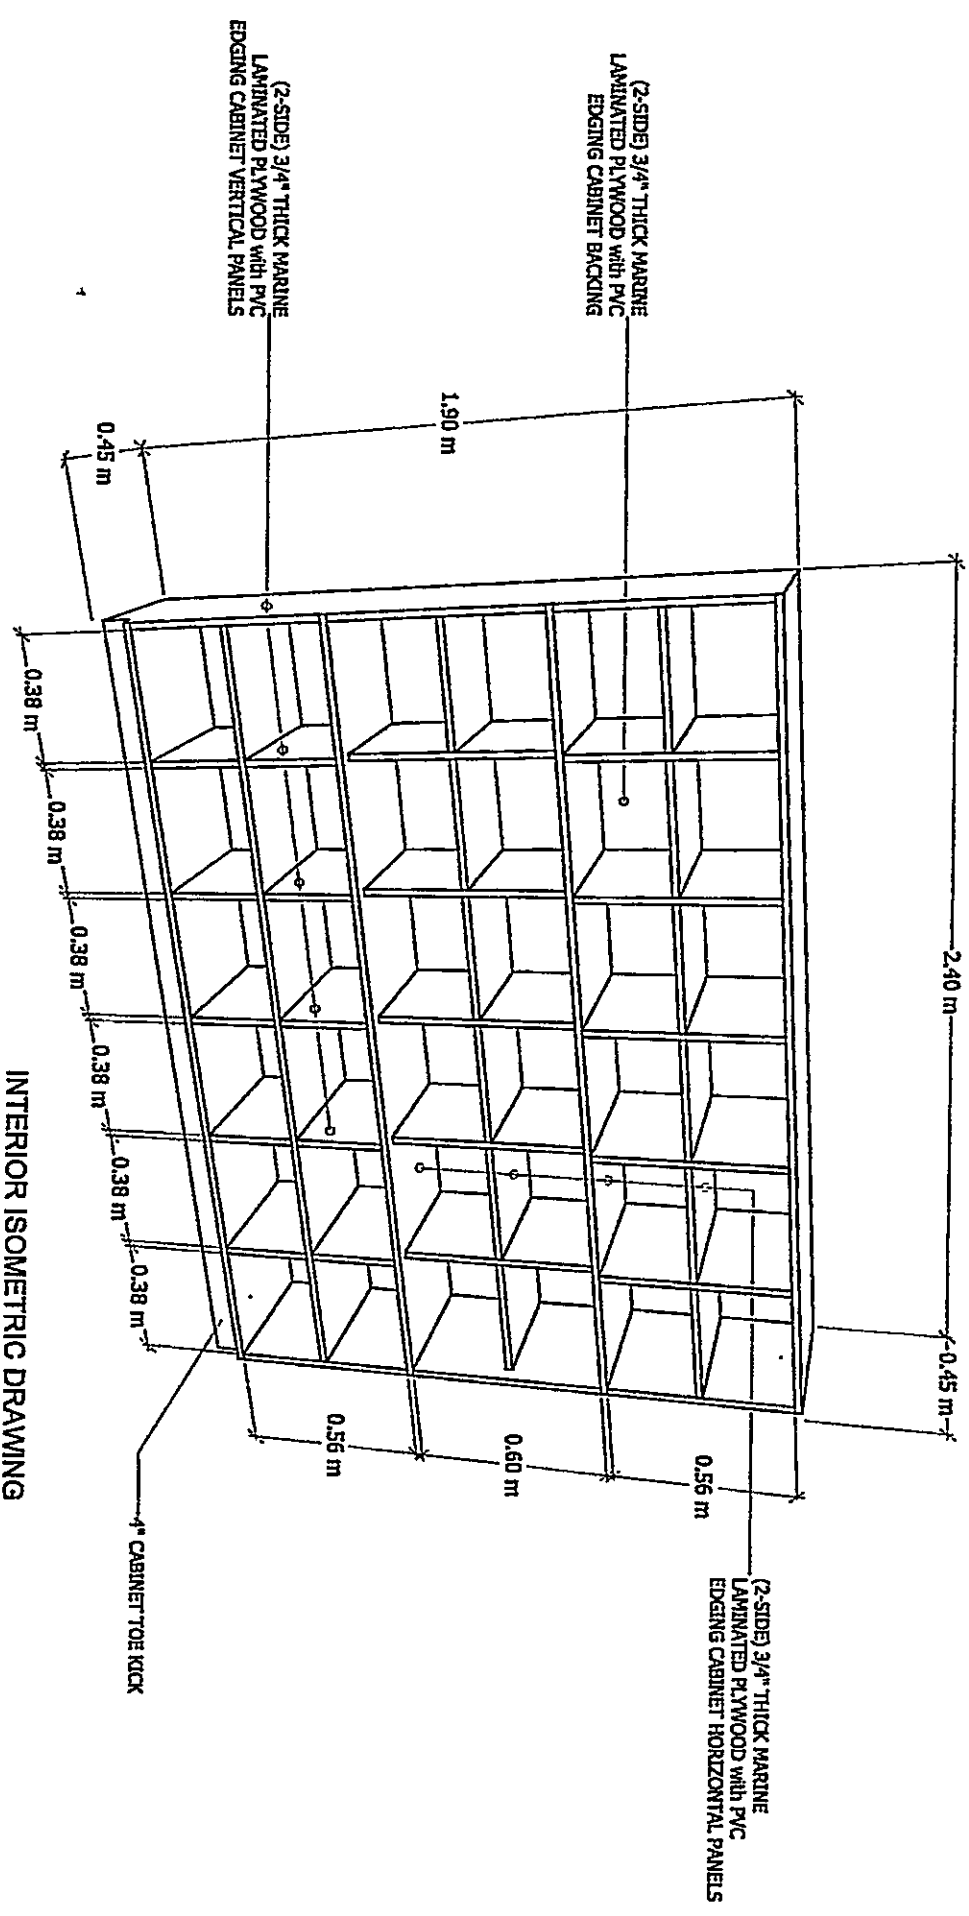 (2-SIDE) 3/4" THICK MARINE
LAMINATED PLYWOOD with PVC
EDGING CABINET HORIZONTAL PANELS
2.40 m
0.45 m
(2-SIDE) 3/4" THICK MARINE
LAMINATED PLYWOOD with PVC
EDGING CABINET BACKING
0.56 m
1.90 m
0.60 m
(2-SIDE) 3/4" THICK MARINE
LAMINATED PLYWOOD with PVC
EDGING CABINET VERTICAL PANELS
0.56 m
0.45 m
4" CABINET TOE KICK
0.38 m
0.38 m
0.38 m
0.38 m
0.38 m
0.38 m
INTERIOR ISOMETRIC DRAWING